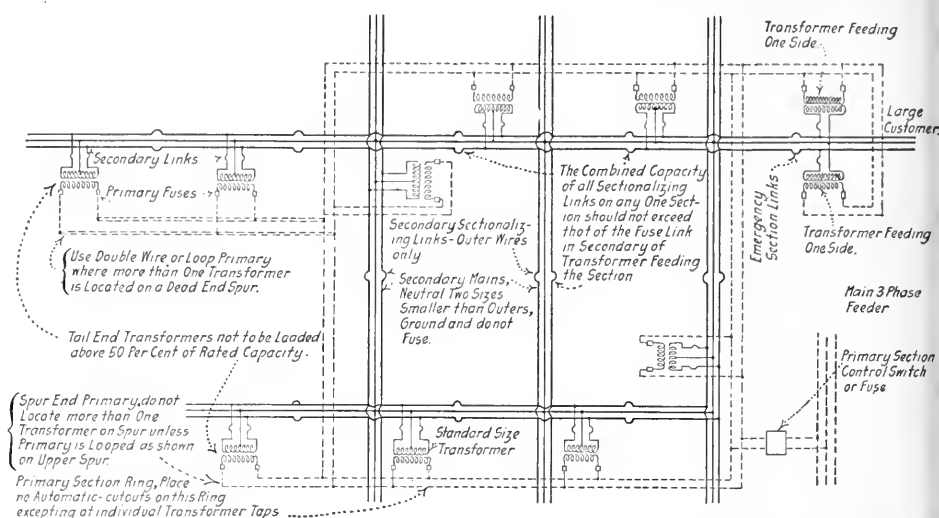 Transformer Feeding
One Side
Large
Customer.
Secondary Links
Primary Fuses
Use Double Wire or Loop Primary
where more than One Transformer
is Located on a Dead End Spur.
Secondary Sectionaliz-
ing Links-Outer Wires
only
The Combined Capacity
of all Sectionalizing
Links on any One Sect-
ion should not exceed
that of the Fuse Link
in Secondary of
Transformer Feeding
the Section
Emergency
Section Links
Transformer Feeding
One Side.
Secondary Mains,
Neutral Two Sizes
Smaller than Outers,
Ground and do not
Fuse.
Main 3 Phase
Feeder
Tail End Transformers not to be Loaded
above 50 Per Cent of Rated Capacity.
Primary Section
Control Switch
or Fuse
Spur End Primary, do not
Locate more than One
Transformer on Spur unless
Primary is Looped as shown
on Upper Spur.
Standard Size
Transformer
Primary Section Ring, Place
no Automatic-cutouts on this Ring
excepting at individual Transformer Taps